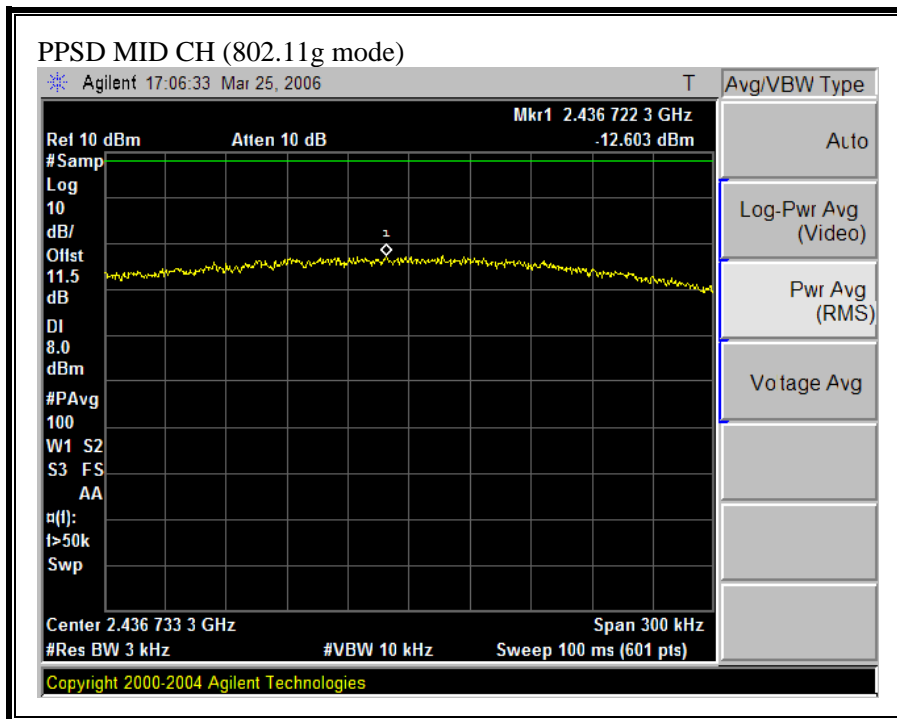 PPSD MID CH (802.11g mode)
Agilent 17:06:33 Mar 25, 2006 T
Avg/VBW Type
Mkr1 2.436 722 3 GHz
Ref 10 dBm Atten 10 dB -12.603 dBm
Auto
#Samp
Log
10
dB/
Offst
11.5
dB
DI
8.0
dBm
#PAvg
100
W1 S2
S3 FS
AA
¤(f):
f>50k
Swp
1
Log-Pwr Avg
(Video)
Pwr Avg
(RMS)
Vo tage Avg
Center 2.436 733 3 GHz Span 300 kHz
#Res BW 3 kHz #VBW 10 kHz Sweep 100 ms (601 pts)
Copyright 2000-2004 Agilent Technologies